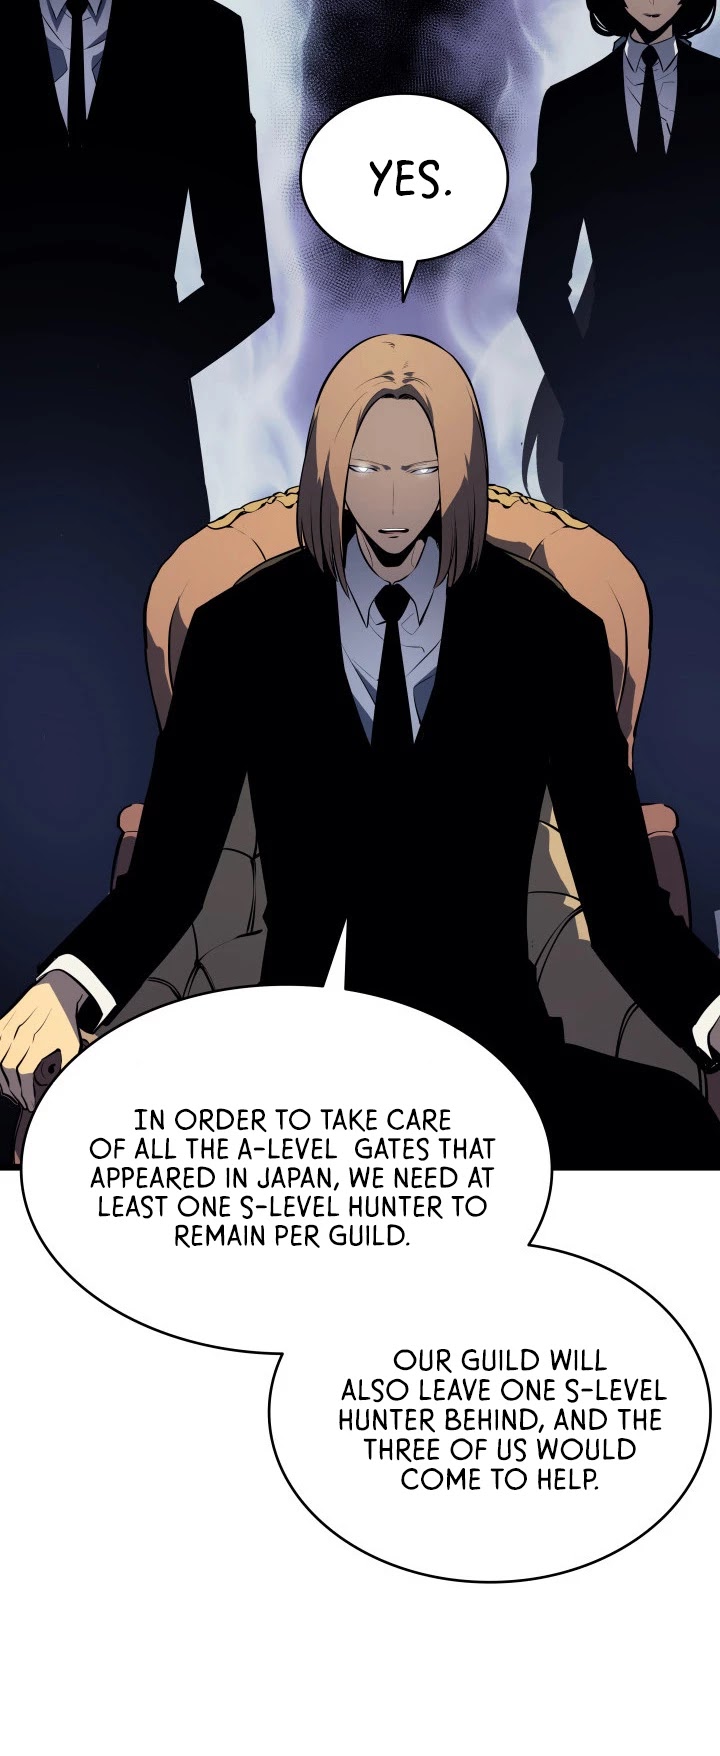 YES.
IN ORDER TO TAKE CARE
OF ALL THE A-LEVEL GATES THAT
APPEARED IN JAPAN, WE NEED AT
LEAST ONE S-LEVEL HUNTER TO
REMAIN PER GUILD.
OUR GUILD WILL
ALSO LEAVE ONE S-LEVEL
HUNTER BEHIND, AND THE
THREE OF US WOULD
COME TO HELP.